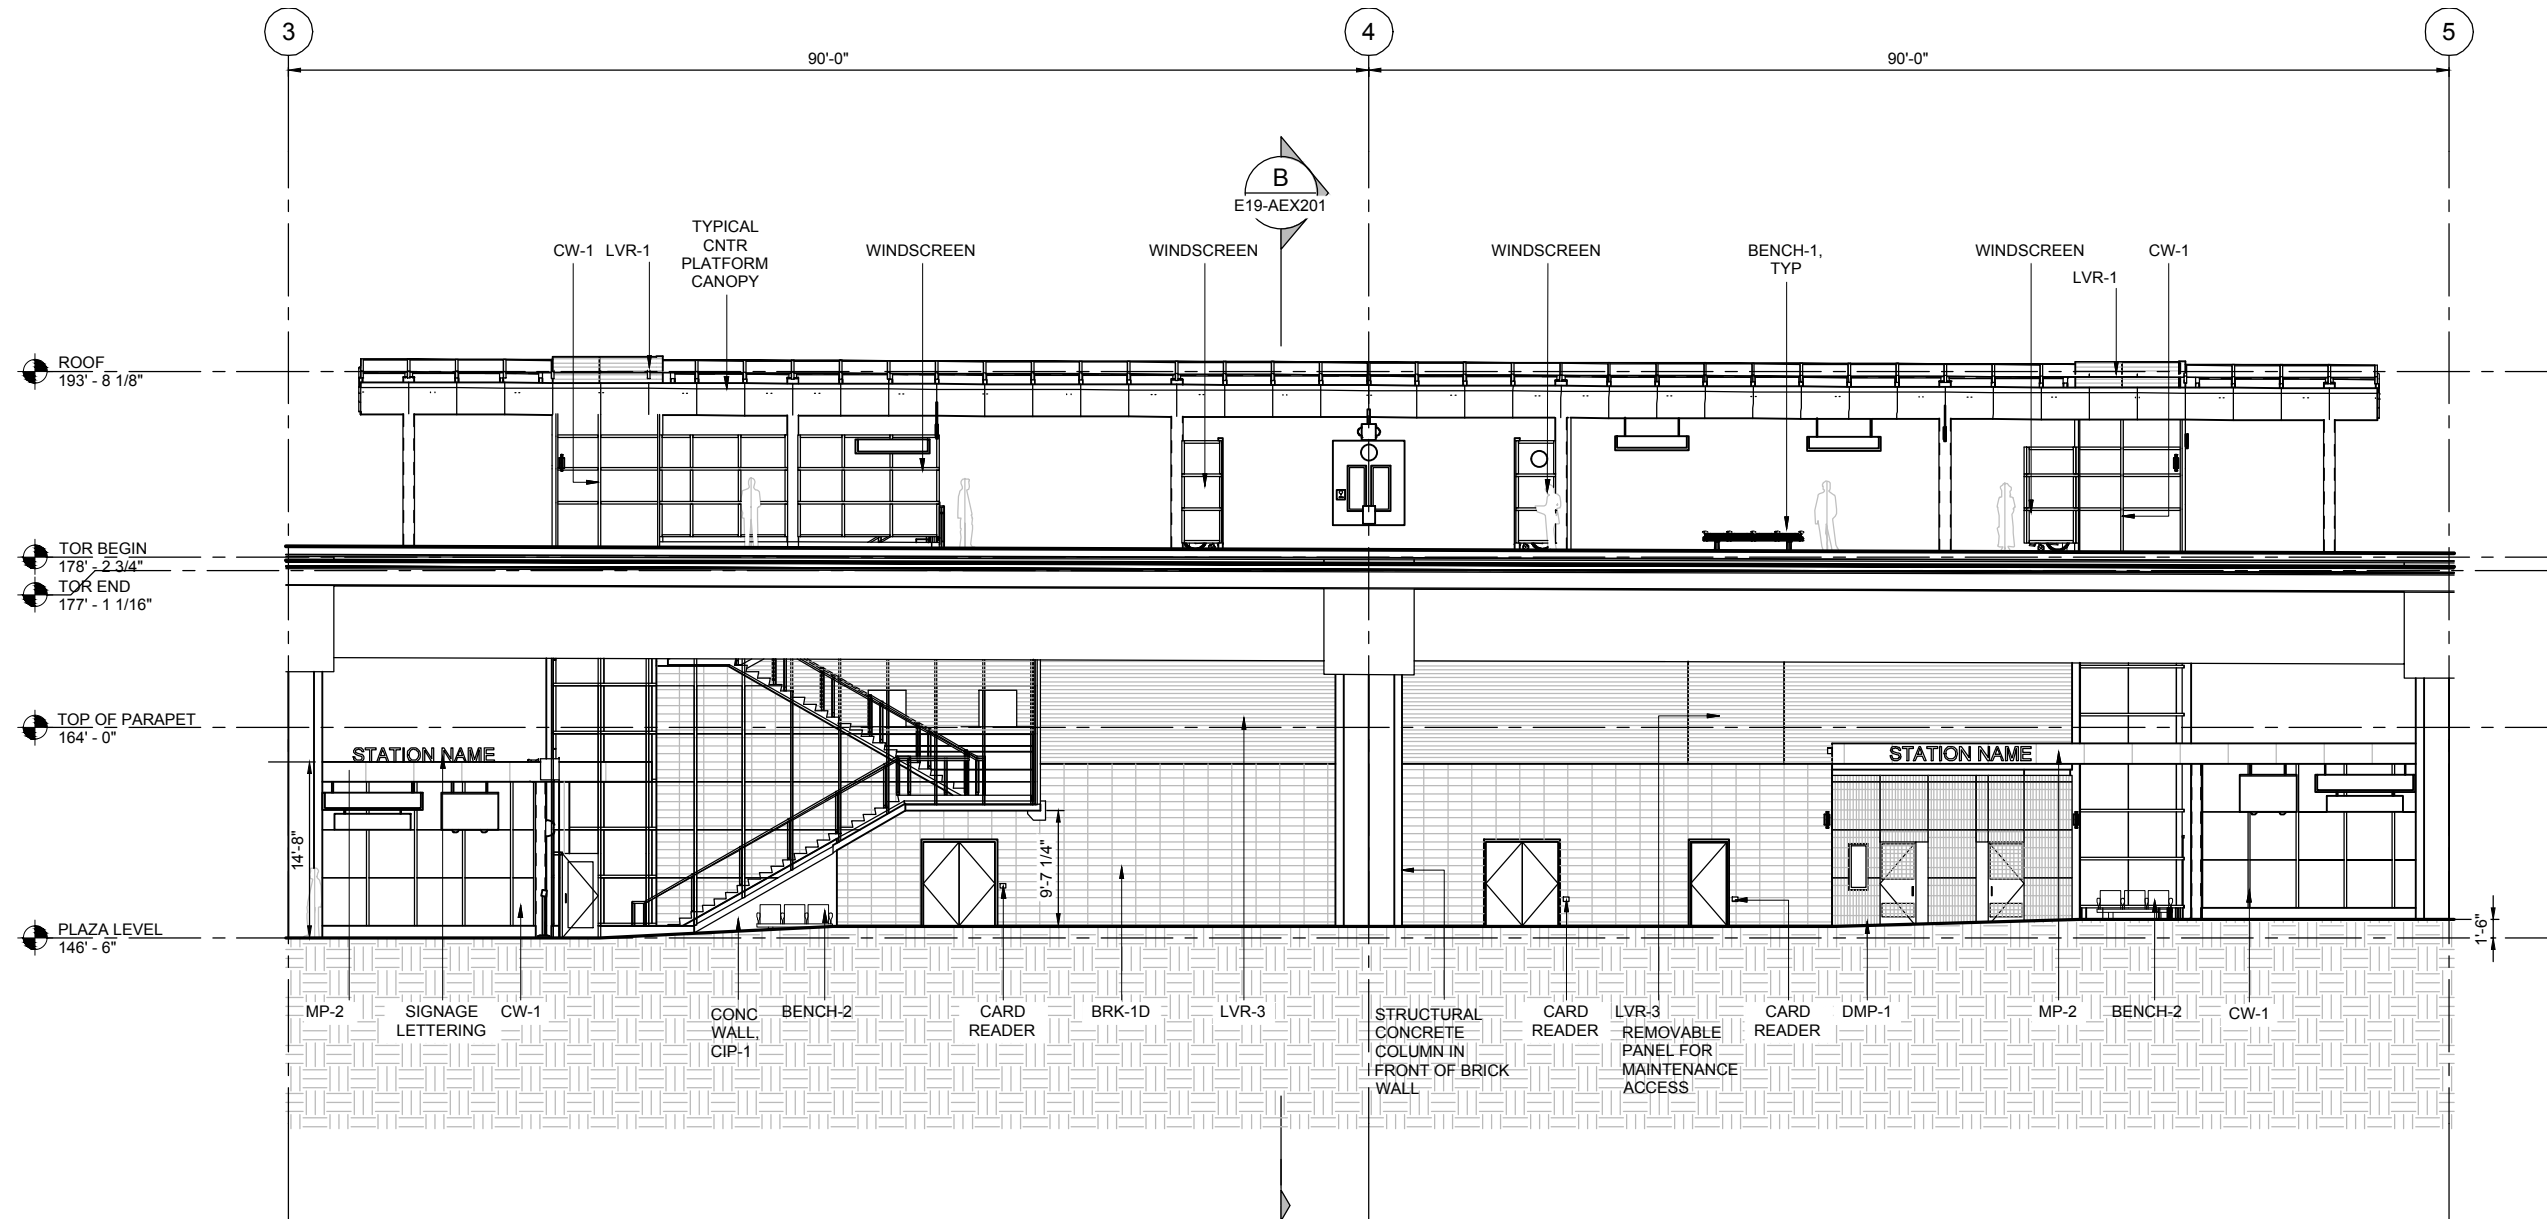 3
4
5
90'-0"
90'-0"
B
E19-AEX201
CW-1
LVR-1
TYPICAL
CNTR
PLATFORM
CANOPY
WINDSCREEN
WINDSCREEN
WINDSCREEN
BENCH-1,
TYP
WINDSCREEN
LVR-1
CW-1
ROOF
193' - 8 1/8"
TOR BEGIN
178' - 2 3/4"
TOR END
177' - 1 1/16"
TOP OF PARAPET
164' - 0"
STATION NAME
STATION NAME
14'-8"
9'-7 1/4"
PLAZA LEVEL
146' - 6"
1'-6"
MP-2
SIGNAGE
LETTERING
CW-1
CONC
WALL,
CIP-1
BENCH-2
CARD
READER
BRK-1D
LVR-3
STRUCTURAL
CONCRETE
COLUMN IN
FRONT OF BRICK
WALL
CARD
READER
LVR-3
REMOVABLE
PANEL FOR
MAINTENANCE
ACCESS
CARD
READER
DMP-1
MP-2
BENCH-2
CW-1